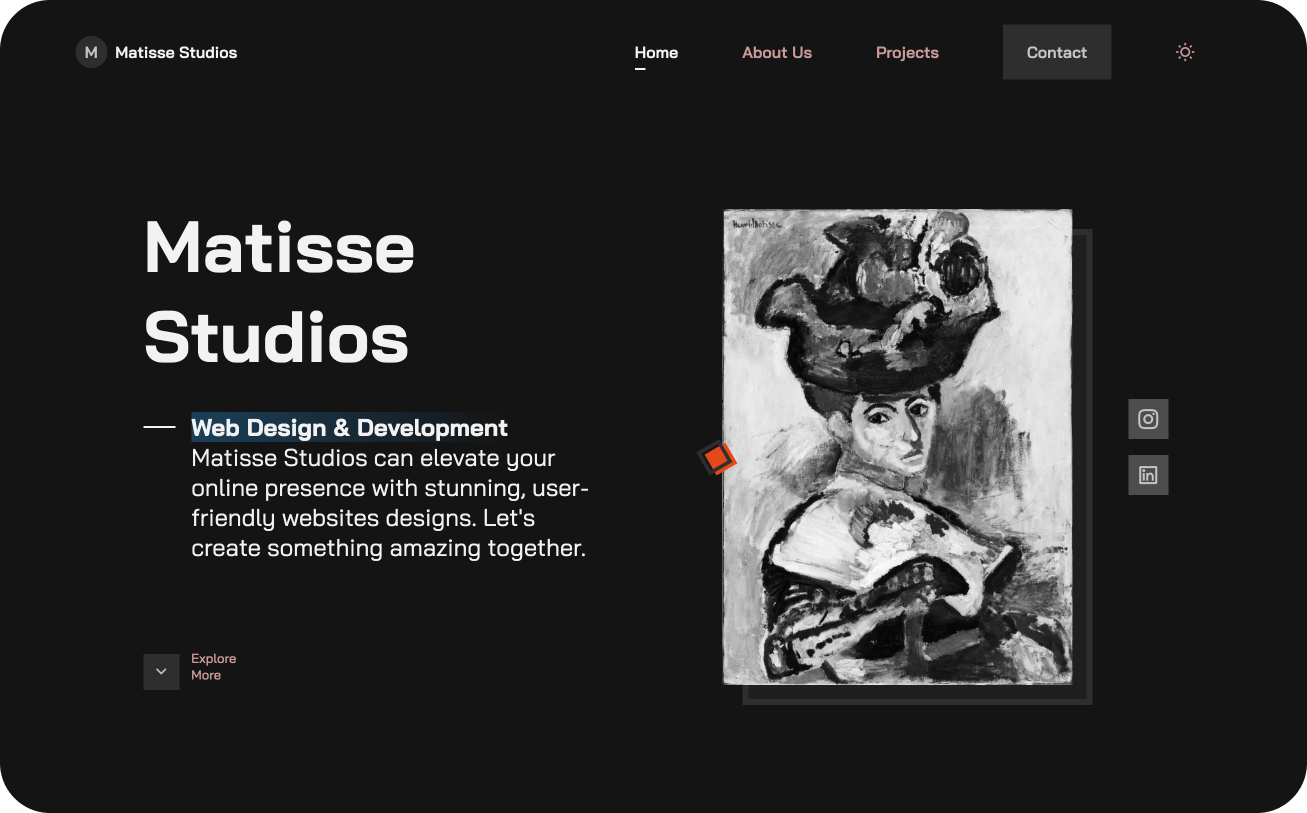 M Matisse Studios
Home About Us Projects Contact
Matisse
Studios
Web Design & Development
Matisse Studios can elevate your
online presence with stunning, user-
friendly websites designs. Let's
create something amazing together.
Explore
More
Henri Matisse
in